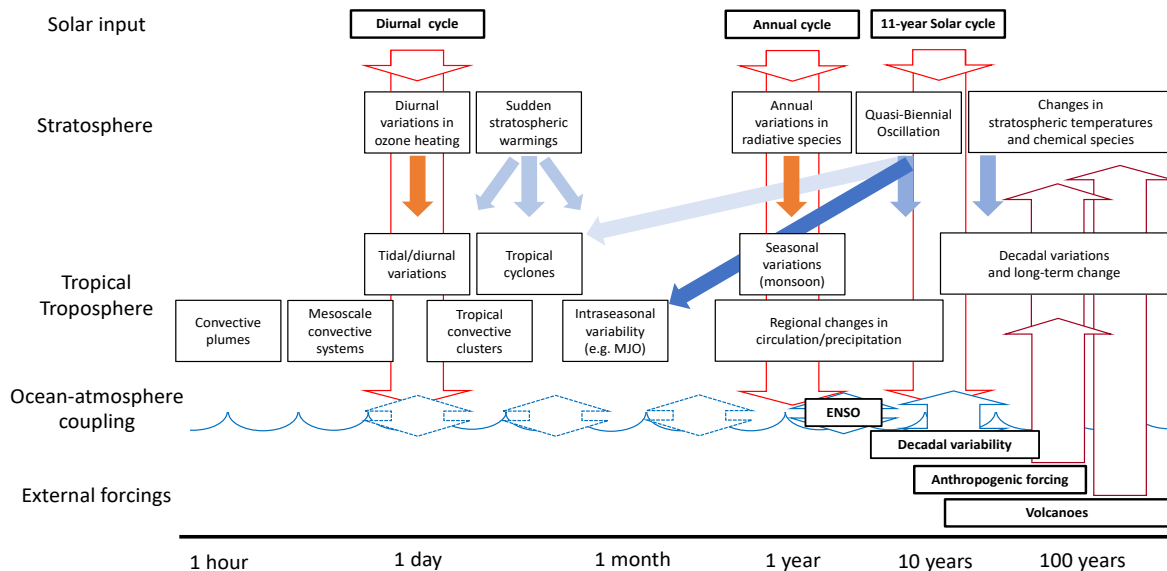 Solar input
Diurnal cycle
Annual cycle
11-year Solar cycle
Stratosphere
Diurnal
variations in
ozone heating
Sudden
stratospheric
warmings
Annual
variations in
radiative species
Quasi-Biennial
Oscillation
Changes in
stratospheric temperatures
and chemical species
Tropical
Troposphere
Tidal/diurnal
variations
Tropical
cyclones
Seasonal
variations
(monsoon)
Decadal variations
and long-term change
Convective
plumes
Mesoscale
convective
systems
Tropical
convective
clusters
Intraseasonal
variability
(e.g. MJO)
Regional changes in
circulation/precipitation
Ocean-atmosphere
coupling
ENSO
Decadal variability
External forcings
Anthropogenic forcing
Volcanoes
1 hour
1 day
1 month
1 year
10 years
100 years